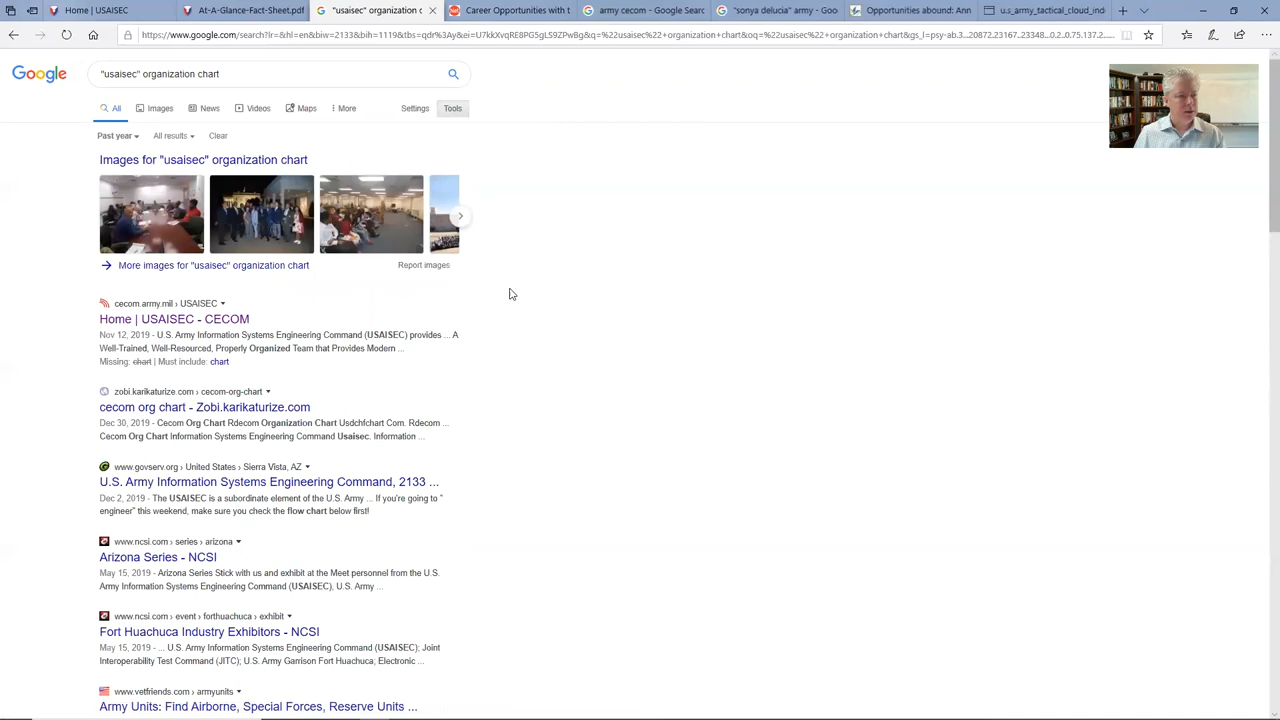 Home | USAISEC
At-A-Glance-Fact-Sheet.pdf
"usaisec" organization c
Career Opportunities with t
army cecom - Google Search
"sonya delucia" army - Goog
Opportunities abound: Ann
u.s_army_tactical_cloud_ind
https://www.google.com/search?lr=&hl=en&biw=2133&bih=1119&tbs=qdr%3Ay&ei=U7kkXvqRE8PG5gLS9ZPwBg&q=%22usaisec%22+organization+chart&oq=%22usaisec%22+organization+chart&gs_l=psy-ab.3...20872.23167..23348...0.2..0.75.137.2...
Google
"usaisec" organization chart
All
Images
News
Videos
Maps
More
Settings
Tools
Past year
All results
Clear
Images for "usaisec" organization chart
More images for "usaisec" organization chart
Report images
cecom.army.mil › USAISEC
Home | USAISEC - CECOM
Nov 12, 2019 - U.S. Army Information Systems Engineering Command (USAISEC) provides ... A
Well-Trained, Well-Resourced, Properly Organized Team that Provides Modern ...
Missing: chart | Must include: chart
zobi.karikaturize.com › cecom-org-chart
cecom org chart - Zobi.karikaturize.com
Dec 30, 2019 - Cecom Org Chart Rdecom Organization Chart Usdchfchart Com. Rdecom ...
Cecom Org Chart Information Systems Engineering Command Usaisec. Information ...
www.govserv.org › United States › Sierra Vista, AZ
U.S. Army Information Systems Engineering Command, 2133 ...
Dec 2, 2019 - The USAISEC is a subordinate element of the U.S. Army ... If you're going to "
engineer" this weekend, make sure you check the flow chart below first!
www.ncsi.com › series › arizona
Arizona Series - NCSI
May 15, 2019 - Arizona Series Stick with us and exhibit at the Meet personnel from the U.S.
Army Information Systems Engineering Command (USAISEC), U.S. Army ...
www.ncsi.com › event › forthuachuca › exhibit
Fort Huachuca Industry Exhibitors - NCSI
May 15, 2019 - ... U.S. Army Information Systems Engineering Command (USAISEC); Joint
Interoperability Test Command (JITC); U.S. Army Garrison Fort Huachuca; Electronic ...
www.vetfriends.com › armyunits
Army Units: Find Airborne, Special Forces, Reserve Units ...